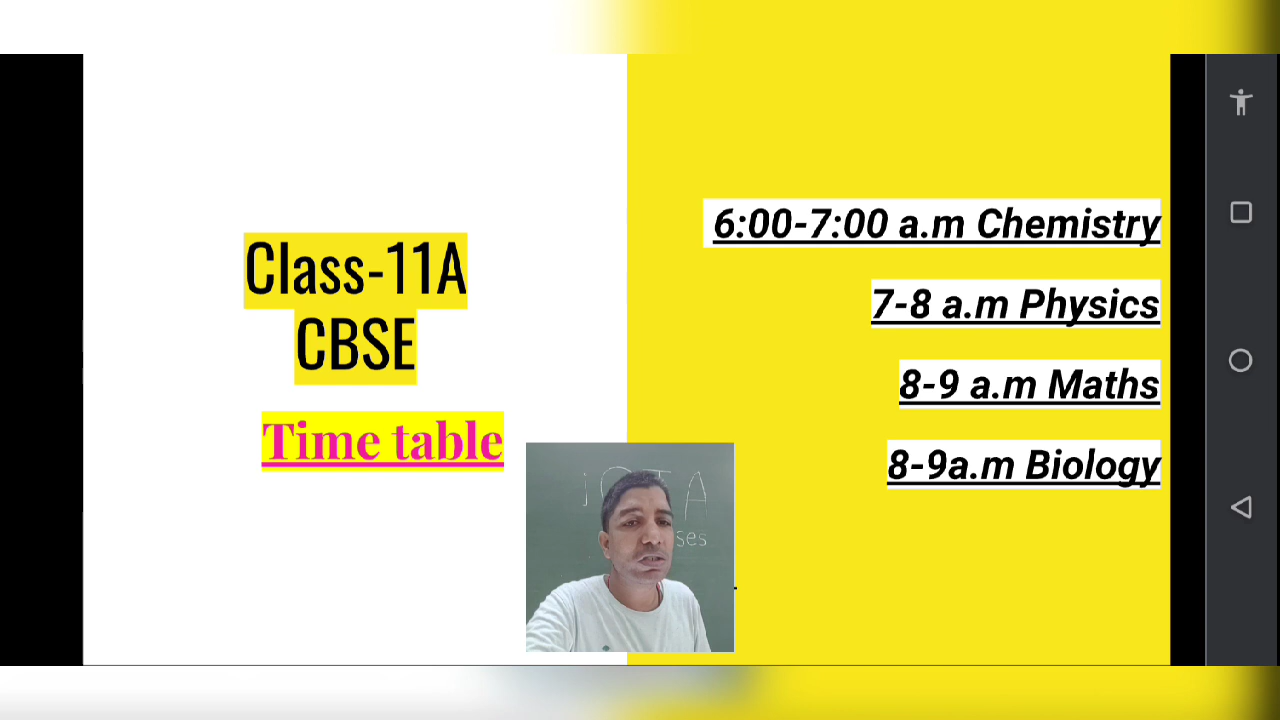 Class-11A
CBSE
Time table
6:00-7:00 a.m Chemistry
7-8 a.m Physics
8-9 a.m Maths
8-9a.m Biology
ses